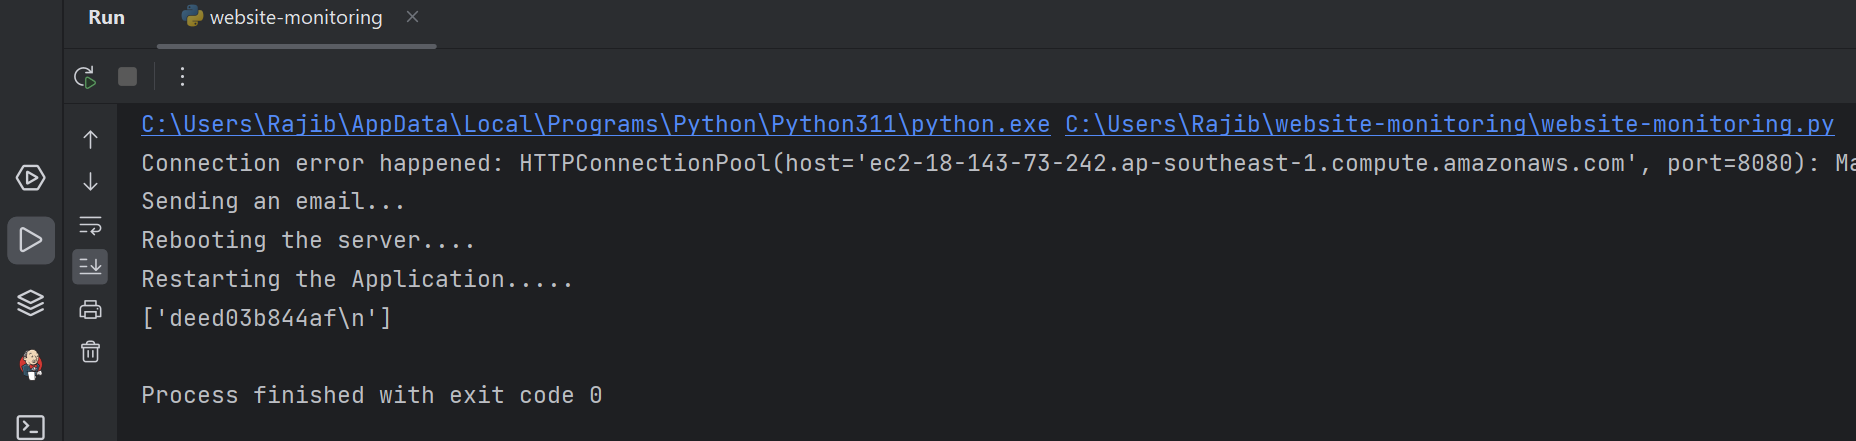 Run website-monitoring
C:\Users\Rajib\AppData\Local\Programs\Python\Python311\python.exe C:\Users\Rajib\website-monitoring\website-monitoring.py
Connection error happened: HTTPConnectionPool(host='ec2-18-143-73-242.ap-southeast-1.compute.amazonaws.com', port=8080): Ma
Sending an email...
Rebooting the server....
Restarting the Application.....
['deed03b844af\n']
Process finished with exit code 0